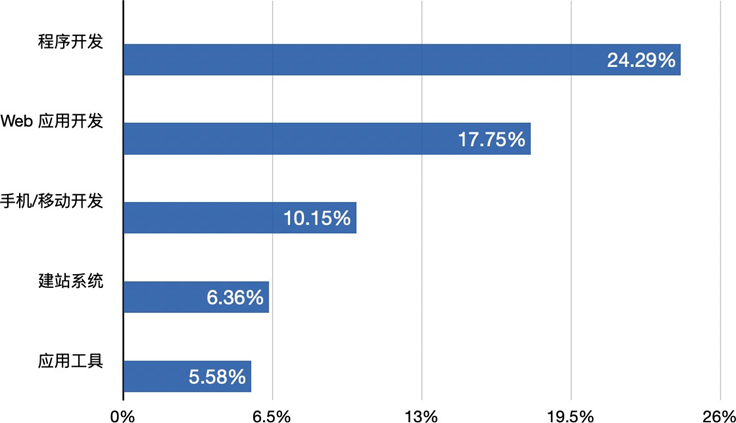 程序开发
24.29%
Web 应用开发
17.75%
手机/移动开发
10.15%
建站系统
6.36%
应用工具
5.58%
0% 6.5% 13% 19.5% 26%